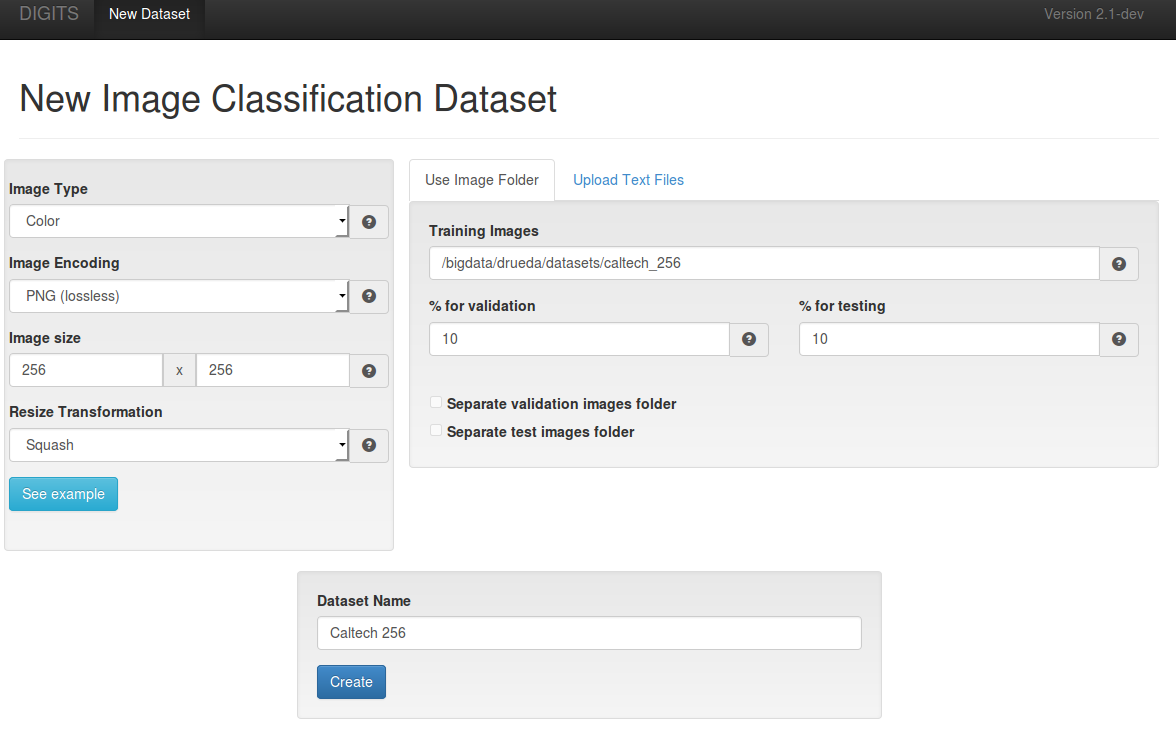 DIGITS New Dataset Version 2.1-dev
New Image Classification Dataset
Image Type
Color
Image Encoding
PNG (lossless)
Image size
256 x 256
Resize Transformation
Squash
See example
Use Image Folder Upload Text Files
Training Images
/bigdata/drueda/datasets/caltech_256
% for validation % for testing
10 10
Separate validation images folder
Separate test images folder
Dataset Name
Caltech 256
Create